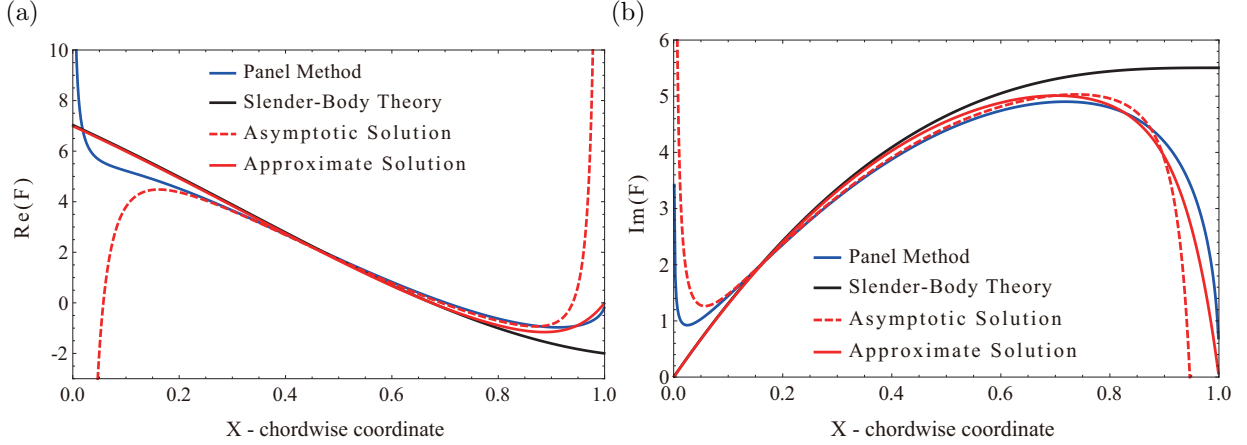 (a)
Re(F)
10
8
6
4
2
0
-2
0.0 0.2 0.4 0.6 0.8 1.0
X - chordwise coordinate
Panel Method
Slender-Body Theory
Asymptotic Solution
Approximate Solution
(b)
Im(F)
6
5
4
3
2
1
0
0.0 0.2 0.4 0.6 0.8 1.0
X - chordwise coordinate
Panel Method
Slender-Body Theory
Asymptotic Solution
Approximate Solution